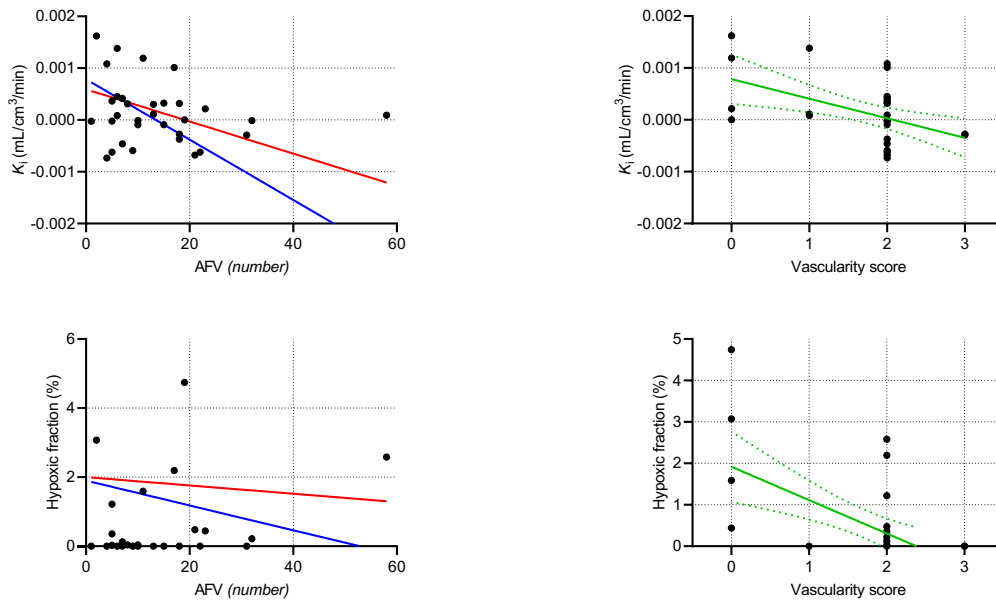 0.002
0.001
0.000
-0.001
-0.002
Kᵢ (mL/cm³/min)
0 20 40 60
AFV (number)
0.002
0.001
0.000
-0.001
-0.002
Kᵢ (mL/cm³/min)
0 1 2 3
Vascularity score
6
4
2
0
Hypoxic fraction (%)
0 20 40 60
AFV (number)
5
4
3
2
1
0
Hypoxic fraction (%)
0 1 2 3
Vascularity score